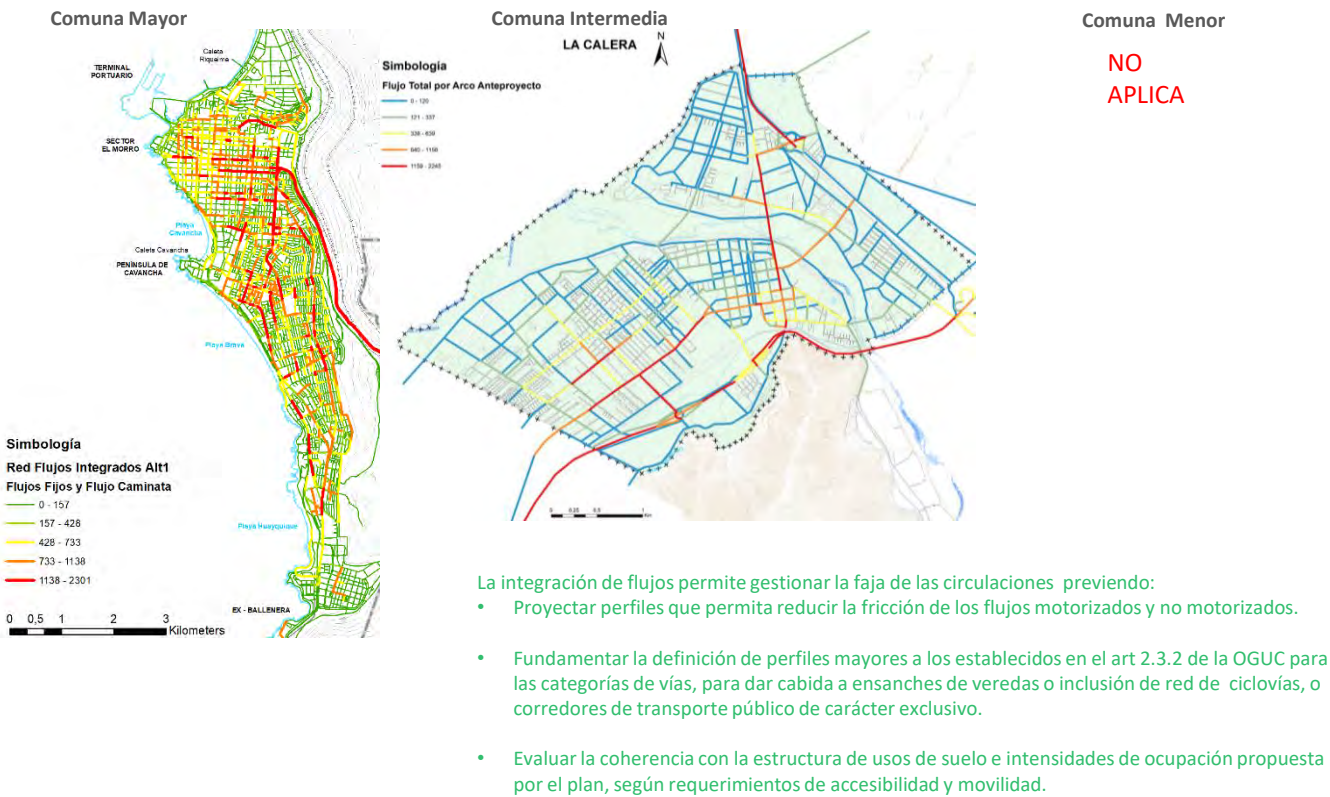 Comuna Mayor
Comuna Intermedia
Comuna Menor
NO
APLICA
Caleta
Riquelme
TERMINAL
PORTUARIO
SECTOR
EL MORRO
Playa
Cavancha
Caleta Cavancha
PENÍNSULA DE
CAVANCHA
Playa Brava
Playa Huayquique
EX - BALLENERA
Simbología
Red Flujos Integrados Alt1
Flujos Fijos y Flujo Caminata
0 - 157
157 - 428
428 - 733
733 - 1138
1138 - 2301
0 0,5 1 2 3
Kilometers
LA CALERA
N
Simbología
Flujo Total por Arco Anteproyecto
0 - 120
121 - 337
640 - 1158
La integración de flujos permite gestionar la faja de las circulaciones previendo:
• Proyectar perfiles que permita reducir la fricción de los flujos motorizados y no motorizados.
• Fundamentar la definición de perfiles mayores a los establecidos en el art 2.3.2 de la OGUC para
las categorías de vías, para dar cabida a ensanches de veredas o inclusión de red de ciclovías, o
corredores de transporte público de carácter exclusivo.
• Evaluar la coherencia con la estructura de usos de suelo e intensidades de ocupación propuesta
por el plan, según requerimientos de accesibilidad y movilidad.